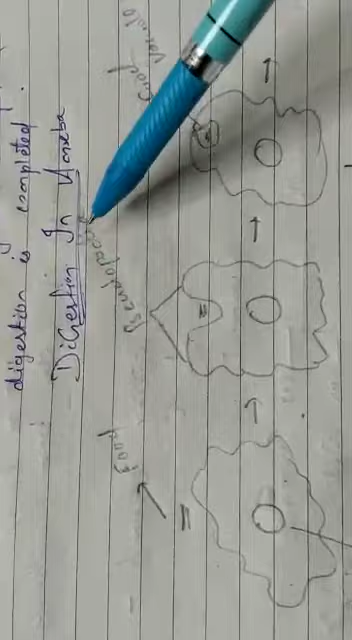 digestion is completed
Digestion In Amoeba
Food
Pseudopodia
Food
Vacuole